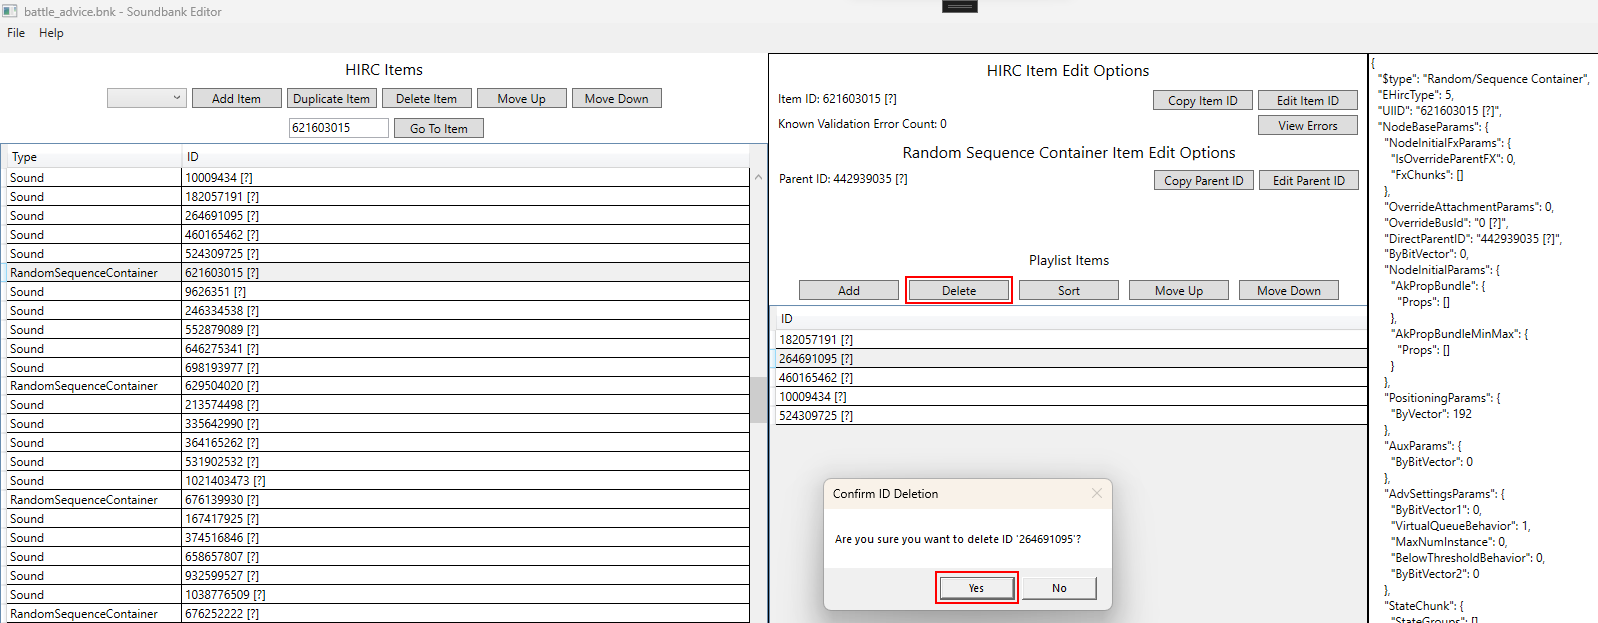 battle_advice.bnk - Soundbank Editor
File Help
HIRC Items
Add Item Duplicate Item Delete Item Move Up Move Down
621603015 Go To Item
Type ID
Sound 10009434 [?]
Sound 182057191 [?]
Sound 264691095 [?]
Sound 460165462 [?]
Sound 524309725 [?]
RandomSequenceContainer 621603015 [?]
Sound 9626351 [?]
Sound 246334538 [?]
Sound 552879089 [?]
Sound 646275341 [?]
Sound 698193977 [?]
RandomSequenceContainer 629504020 [?]
Sound 213574498 [?]
Sound 335642990 [?]
Sound 364165262 [?]
Sound 531902532 [?]
Sound 1021403473 [?]
RandomSequenceContainer 676139930 [?]
Sound 167417925 [?]
Sound 374516846 [?]
Sound 658657807 [?]
Sound 932599527 [?]
Sound 1038776509 [?]
RandomSequenceContainer 676252222 [?]
HIRC Item Edit Options
Item ID: 621603015 [?] Copy Item ID Edit Item ID
Known Validation Error Count: 0 View Errors
Random Sequence Container Item Edit Options
Parent ID: 442939035 [?] Copy Parent ID Edit Parent ID
Playlist Items
Add Delete Sort Move Up Move Down
ID
182057191 [?]
264691095 [?]
460165462 [?]
10009434 [?]
524309725 [?]
Confirm ID Deletion
Are you sure you want to delete ID '264691095'?
Yes No
{
"$type": "Random/Sequence Container",
"EHircType": 5,
"UlID": "621603015 [?]",
"NodeBaseParams": {
"NodeInitialFxParams": {
"IsOverrideParentFX": 0,
"FxChunks": []
},
"OverrideAttachmentParams": 0,
"OverrideBusId": "0 [?]",
"DirectParentID": "442939035 [?]",
"ByBitVector": 0,
"NodeInitialParams": {
"AkPropBundle": {
"Props": []
},
"AkPropBundleMinMax": {
"Props": []
}
},
"PositioningParams": {
"ByVector": 192
},
"AuxParams": {
"ByBitVector": 0
},
"AdvSettingsParams": {
"ByBitVector1": 0,
"VirtualQueueBehavior": 1,
"MaxNumInstance": 0,
"BelowThresholdBehavior": 0,
"ByBitVector2": 0
},
"StateChunk": {
"StateGroups": []